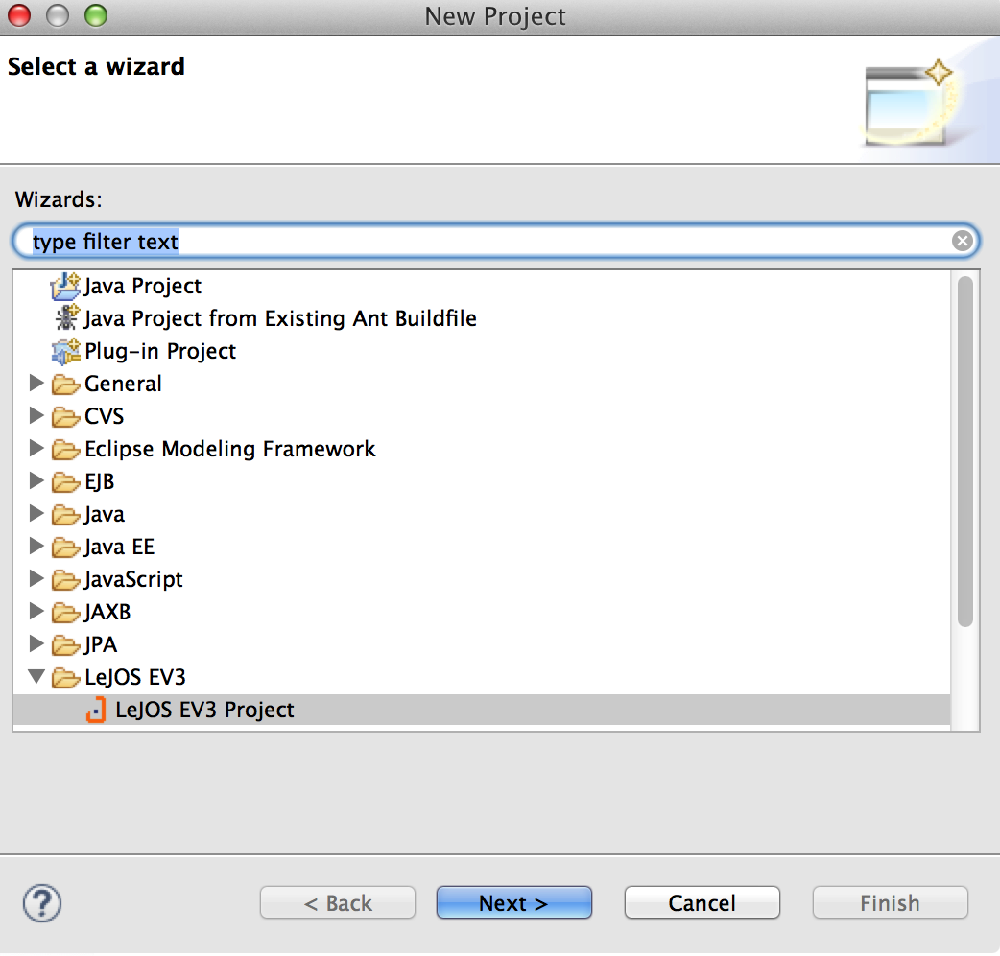 New Project
Select a wizard
Wizards:
type filter text
Java Project
Java Project from Existing Ant Buildfile
Plug-in Project
General
CVS
Eclipse Modeling Framework
EJB
Java
Java EE
JavaScript
JAXB
JPA
LeJOS EV3
LeJOS EV3 Project
? < Back Next > Cancel Finish